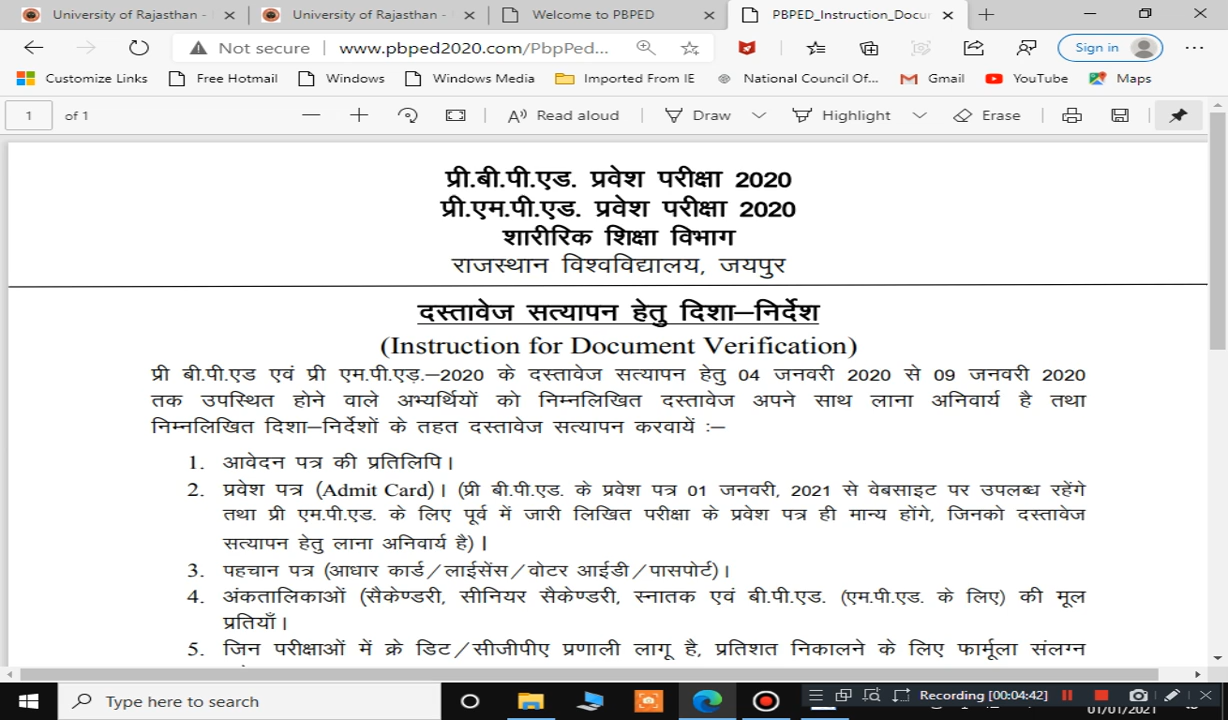 University of Rajasthan - University of Rajasthan - Welcome to PBPED PBPED_Instruction_Docu
Not secure www.pbped2020.com/PbpPed... Sign in
Customize Links Free Hotmail Windows Windows Media Imported From IE National Council Of... Gmail YouTube Maps
1 of 1 Read aloud Draw Highlight Erase
प्री.बी.पी.एड. प्रवेश परीक्षा 2020
प्री.एम.पी.एड. प्रवेश परीक्षा 2020
शारीरिक शिक्षा विभाग
राजस्थान विश्वविद्यालय, जयपुर
दस्तावेज सत्यापन हेतु दिशा–निर्देश
(Instruction for Document Verification)
प्री बी.पी.एड एवं प्री एम.पी.एड़.–2020 के दस्तावेज सत्यापन हेतु 04 जनवरी 2020 से 09 जनवरी 2020
तक उपस्थित होने वाले अभ्यर्थियों को निम्नलिखित दस्तावेज अपने साथ लाना अनिवार्य है तथा
निम्नलिखित दिशा–निर्देशों के तहत दस्तावेज सत्यापन करवायें :–
1. आवेदन पत्र की प्रतिलिपि।
2. प्रवेश पत्र (Admit Card)। (प्री बी.पी.एड. के प्रवेश पत्र 01 जनवरी, 2021 से वेबसाइट पर उपलब्ध रहेंगे
तथा प्री एम.पी.एड. के लिए पूर्व में जारी लिखित परीक्षा के प्रवेश पत्र ही मान्य होंगे, जिनको दस्तावेज
सत्यापन हेतु लाना अनिवार्य है)।
3. पहचान पत्र (आधार कार्ड/लाईसेंस/वोटर आईडी/पासपोर्ट)।
4. अंकतालिकाओं (सैकेण्डरी, सीनियर सैकेण्डरी, स्नातक एवं बी.पी.एड. (एम.पी.एड. के लिए) की मूल
प्रतियाँ।
5. जिन परीक्षाओं में क्रे डिट/सीजीपीए प्रणाली लागू है, प्रतिशत निकालने के लिए फार्मूला संलग्न
Type here to search Recording [00:04:42]
01/01/2021